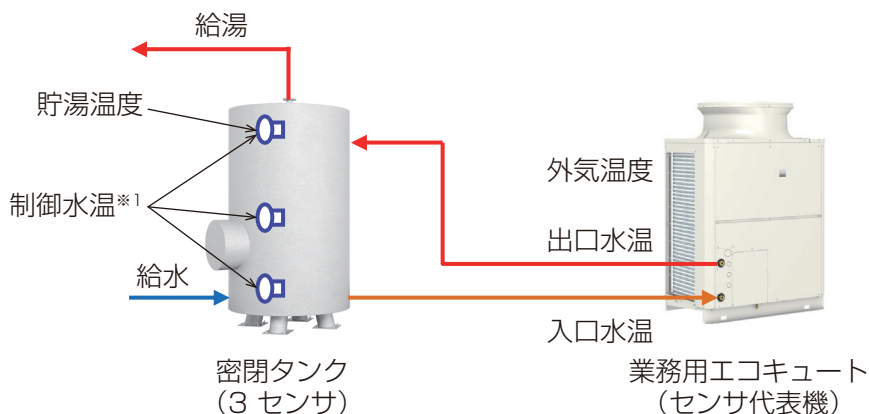 給湯
貯湯温度
制御水温※1
給水
外気温度
出口水温
入口水温
密閉タンク
（3 センサ）
業務用エコキュート
（センサ代表機）